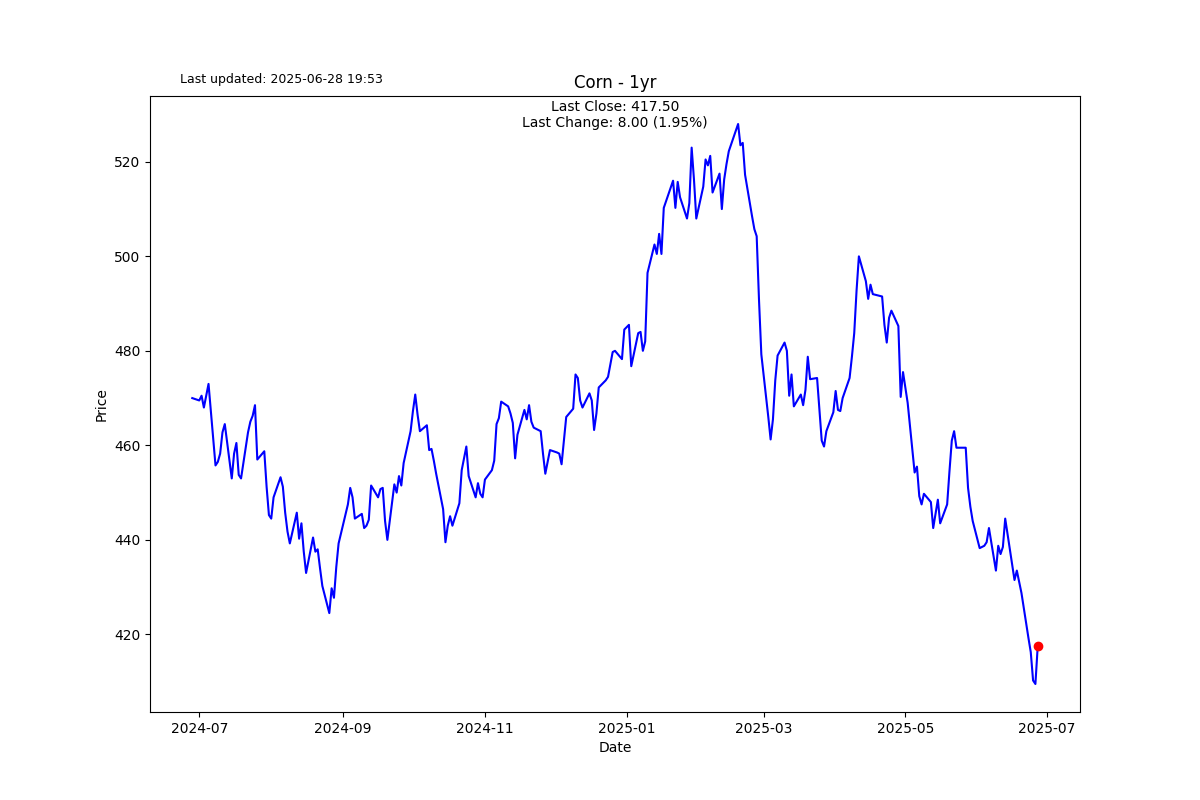 Last updated: 2025-06-28 19:53
Corn - 1yr
Last Close: 417.50
Last Change: 8.00 (1.95%)
Price
520
500
480
460
440
420
2024-07
2024-09
2024-11
2025-01
2025-03
2025-05
2025-07
Date